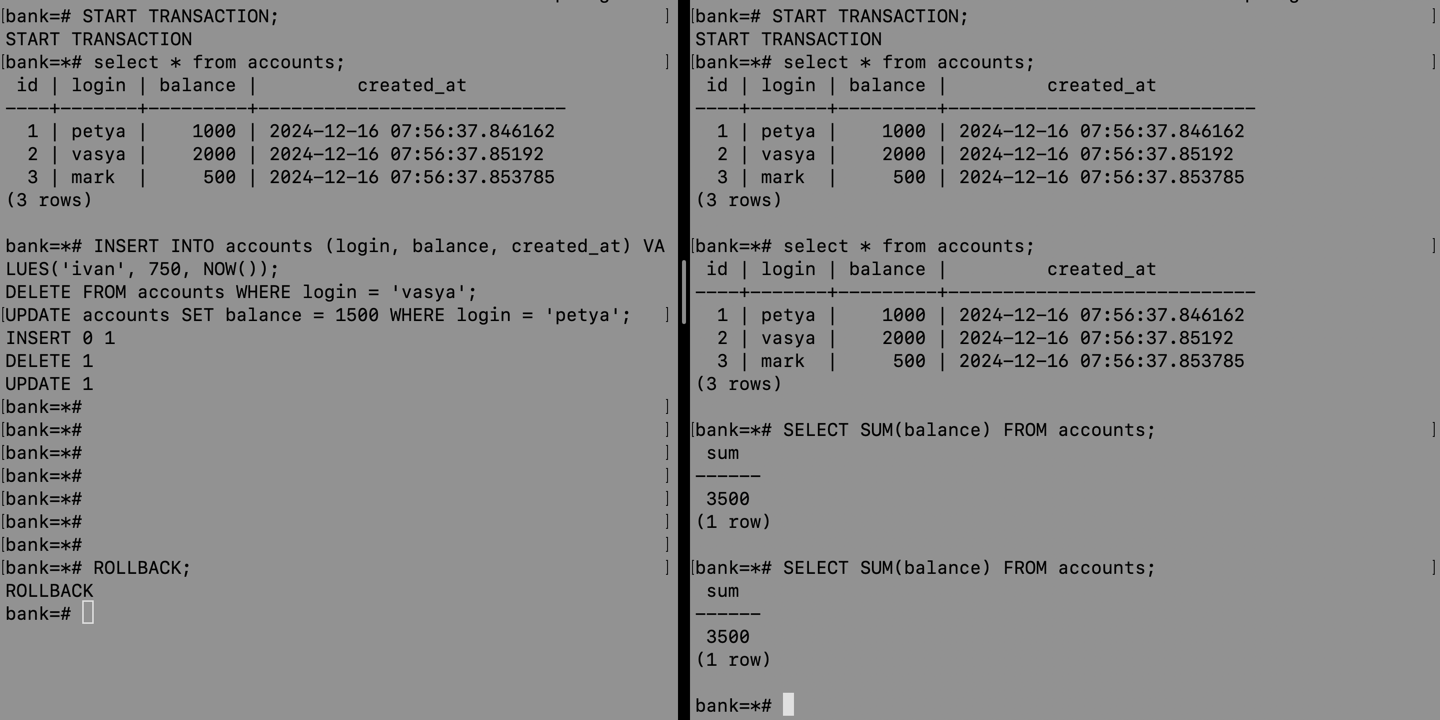 [bank=# START TRANSACTION; ]
START TRANSACTION
[bank=*# select * from accounts; ]
 id | login | balance |         created_at
----+-------+---------+----------------------------
  1 | petya |    1000 | 2024-12-16 07:56:37.846162
  2 | vasya |    2000 | 2024-12-16 07:56:37.85192
  3 | mark  |     500 | 2024-12-16 07:56:37.853785
(3 rows)
bank=*# INSERT INTO accounts (login, balance, created_at) VA
LUES('ivan', 750, NOW());
DELETE FROM accounts WHERE login = 'vasya';
[UPDATE accounts SET balance = 1500 WHERE login = 'petya'; ]
INSERT 0 1
DELETE 1
UPDATE 1
[bank=*# ]
[bank=*# ]
[bank=*# ]
[bank=*# ]
[bank=*# ]
[bank=*# ]
[bank=*# ]
[bank=*# ROLLBACK; ]
ROLLBACK
bank=#
[bank=# START TRANSACTION; ]
START TRANSACTION
[bank=*# select * from accounts; ]
 id | login | balance |         created_at
----+-------+---------+----------------------------
  1 | petya |    1000 | 2024-12-16 07:56:37.846162
  2 | vasya |    2000 | 2024-12-16 07:56:37.85192
  3 | mark  |     500 | 2024-12-16 07:56:37.853785
(3 rows)
[bank=*# select * from accounts; ]
 id | login | balance |         created_at
----+-------+---------+----------------------------
  1 | petya |    1000 | 2024-12-16 07:56:37.846162
  2 | vasya |    2000 | 2024-12-16 07:56:37.85192
  3 | mark  |     500 | 2024-12-16 07:56:37.853785
(3 rows)
[bank=*# SELECT SUM(balance) FROM accounts; ]
 sum
------
 3500
(1 row)
[bank=*# SELECT SUM(balance) FROM accounts; ]
 sum
------
 3500
(1 row)
bank=*#